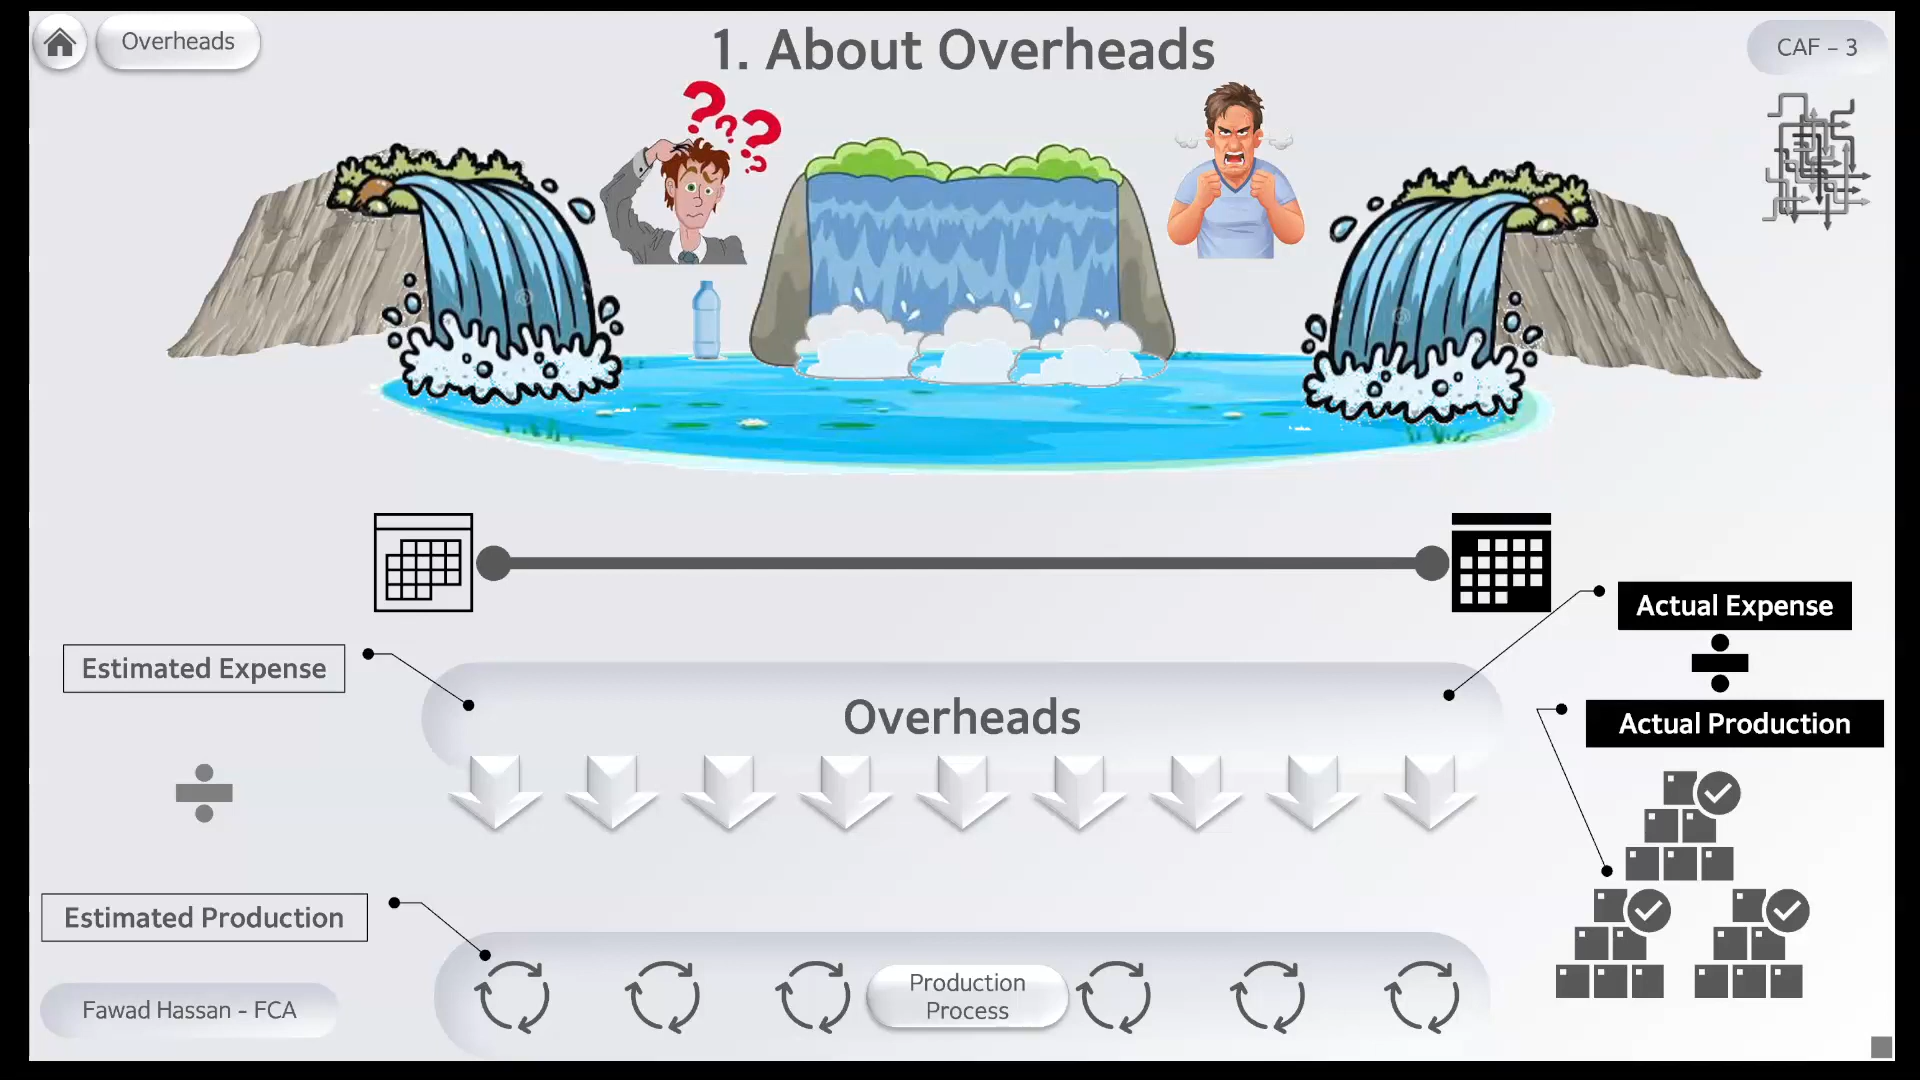 Overheads
1. About Overheads
CAF – 3
? ? ? ?
Actual Expense
Estimated Expense
Overheads
Actual Production
Estimated Production
Production
Process
Fawad Hassan - FCA